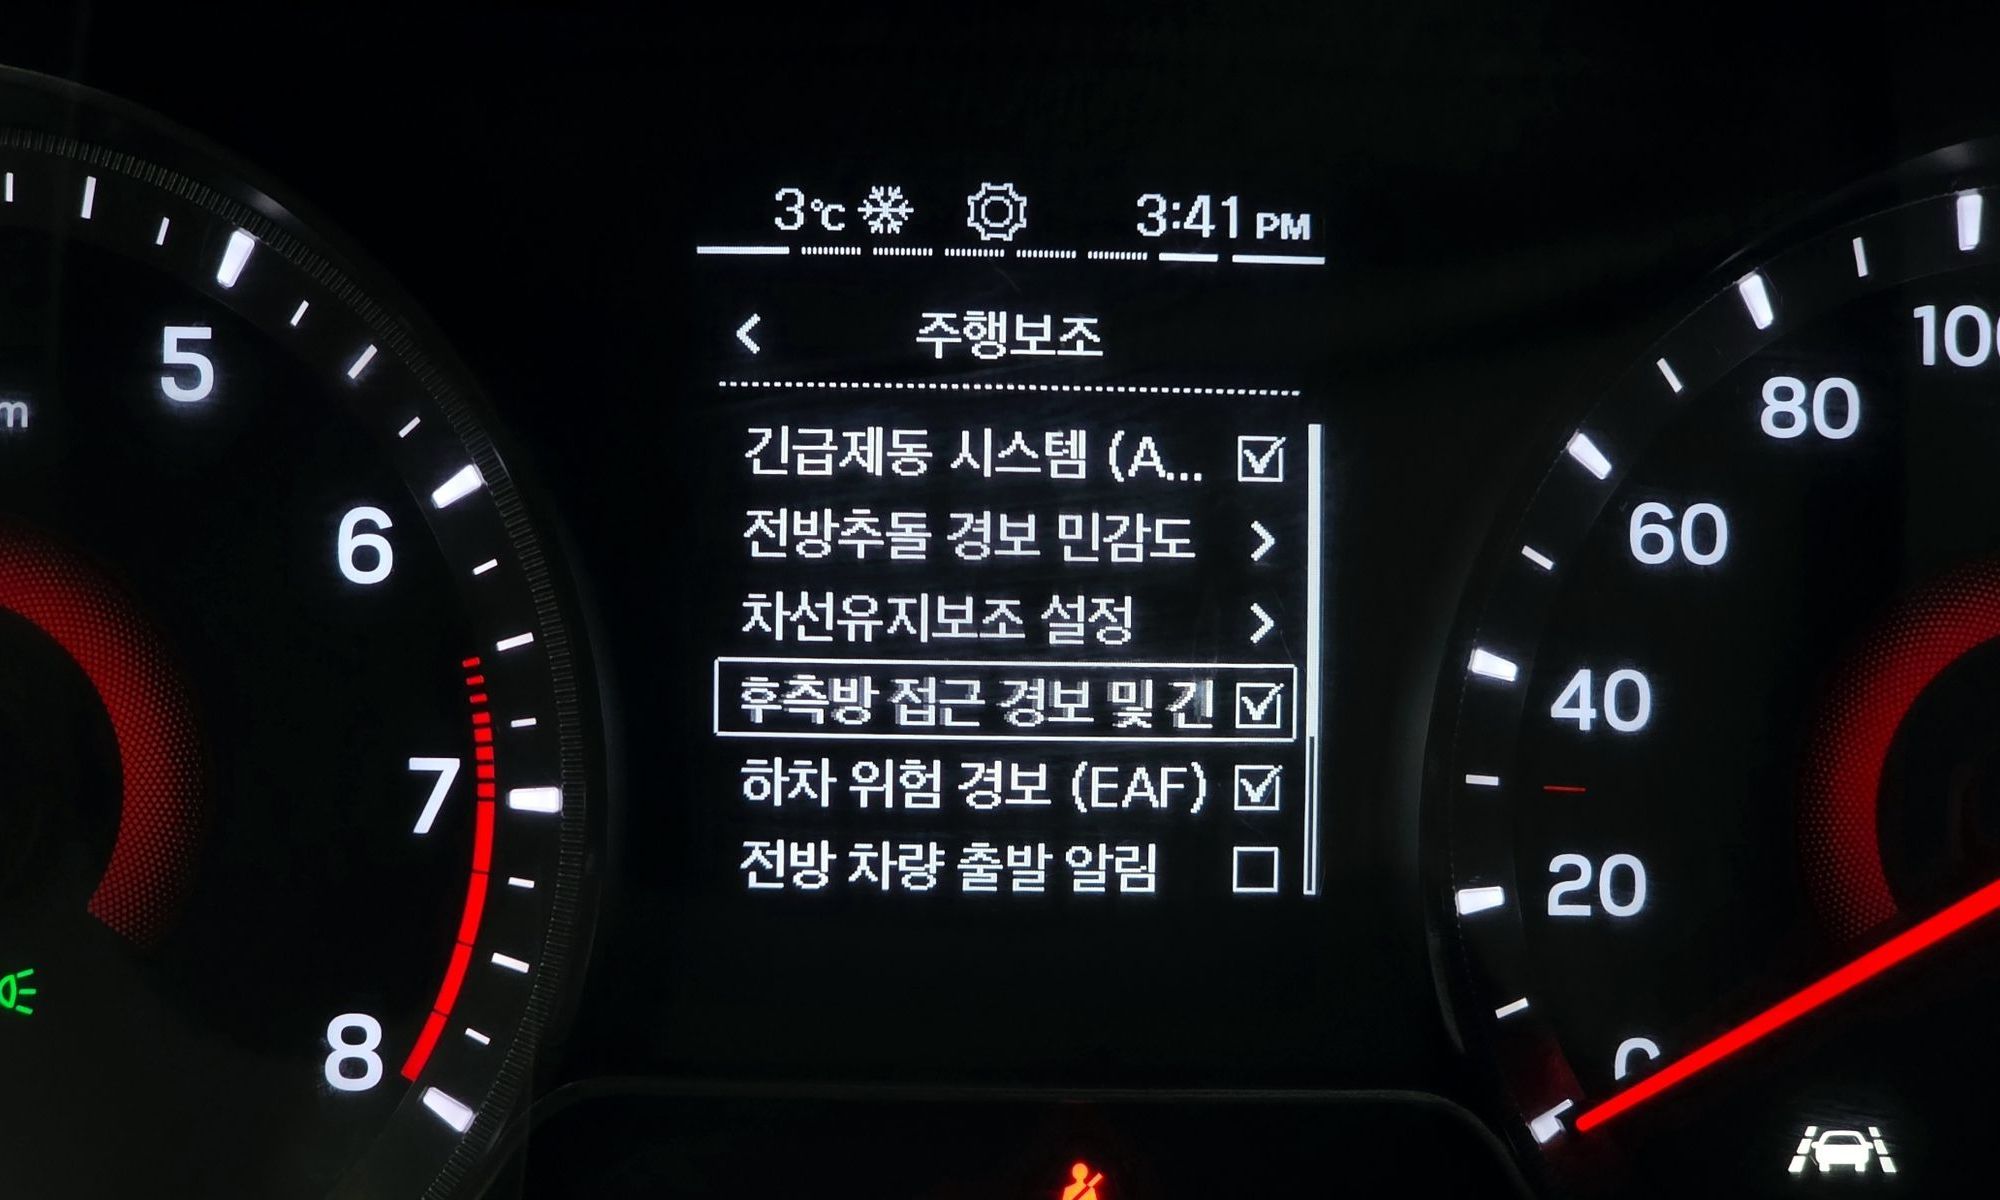 3℃ 3:41 PM
주행보조
긴급제동 시스템 (A...
전방추돌 경보 민감도
차선유지보조 설정
후측방 접근 경보 및 긴
하차 위험 경보 (EAF)
전방 차량 출발 알림
5
6
7
8
m
100
80
60
40
20
0